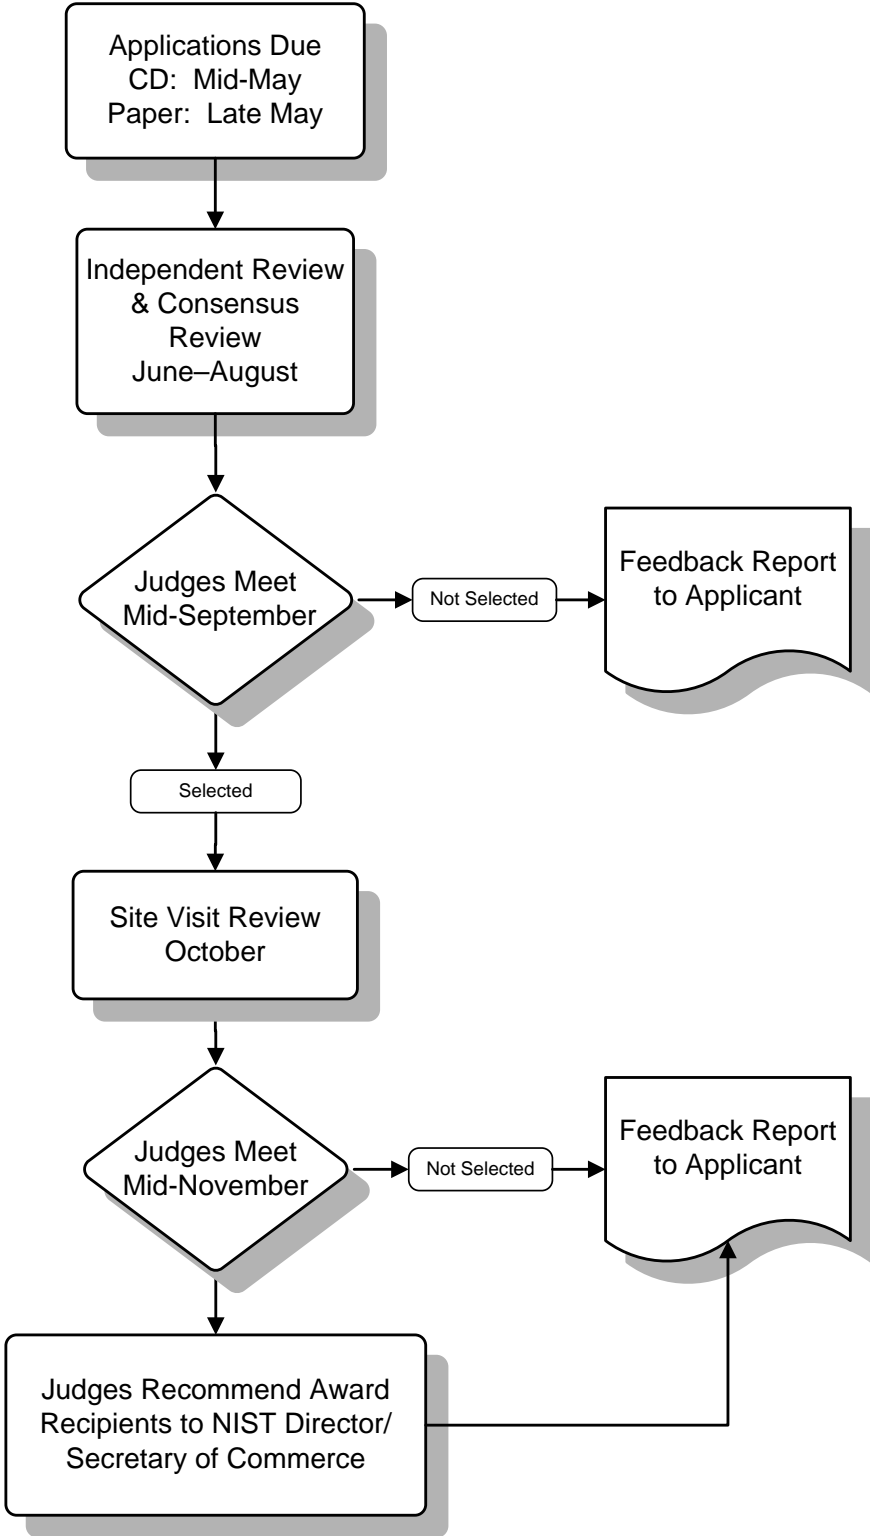 Applications Due
CD: Mid-May
Paper: Late May
Independent Review
& Consensus
Review
June–August
Judges Meet
Mid-September
Not Selected
Feedback Report
to Applicant
Selected
Site Visit Review
October
Judges Meet
Mid-November
Not Selected
Feedback Report
to Applicant
Judges Recommend Award
Recipients to NIST Director/
Secretary of Commerce